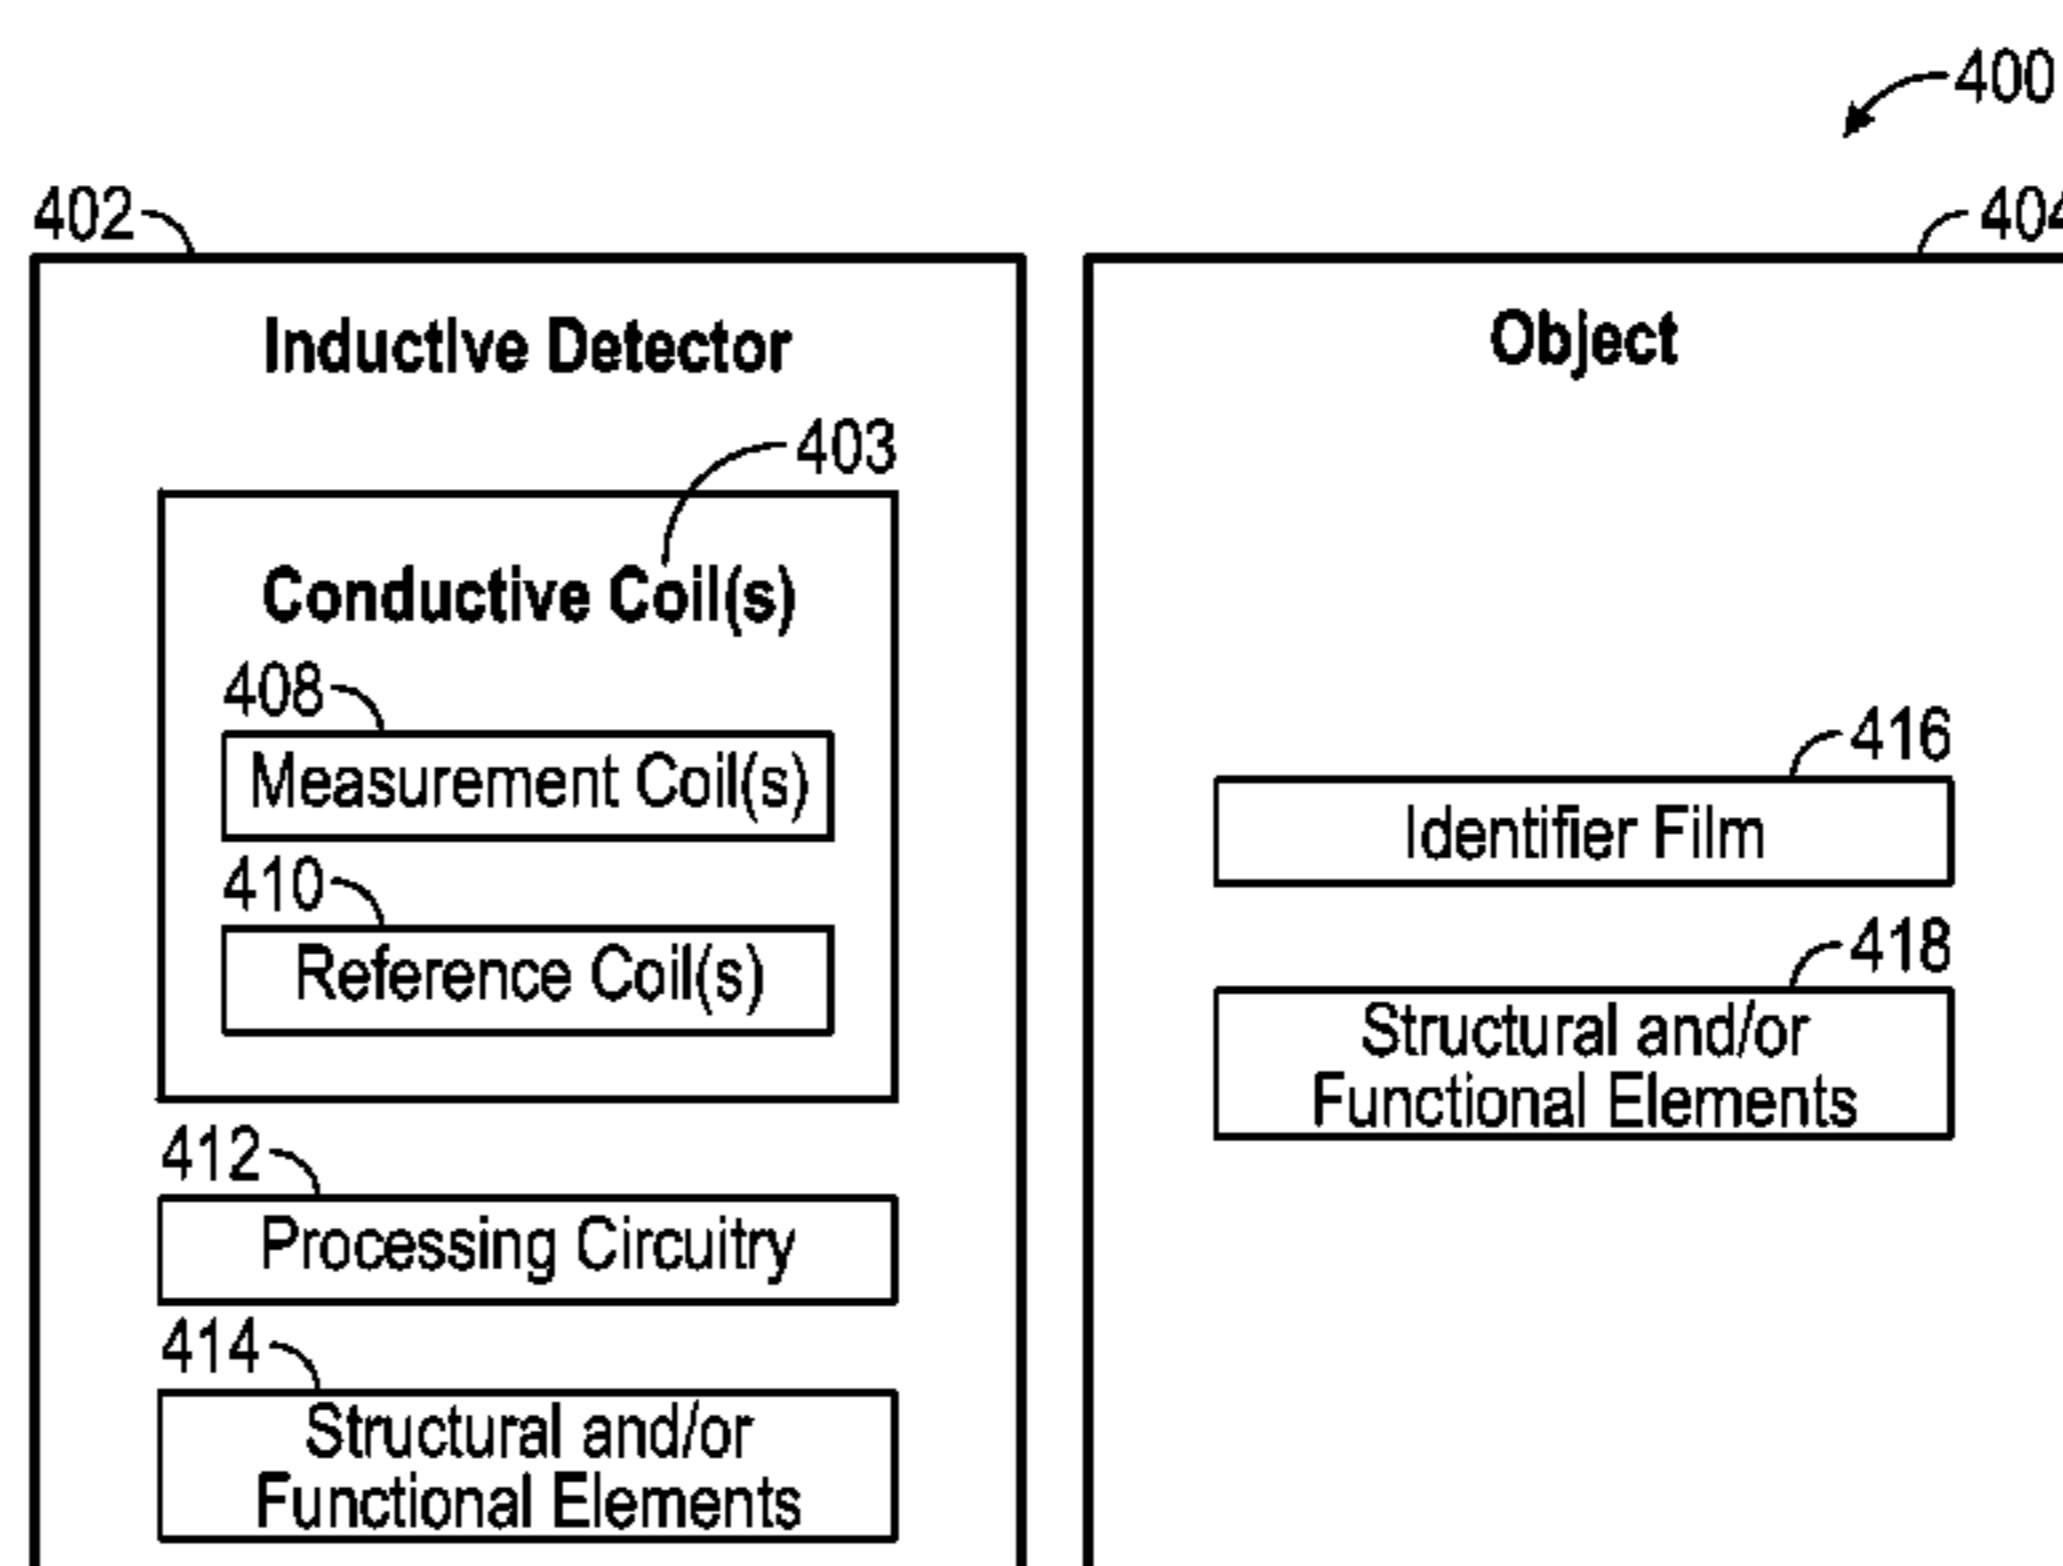 400
402
404
Inductive Detector
Object
403
Conductive Coil(s)
408
Measurement Coil(s)
410
Reference Coil(s)
412
Processing Circuitry
414
Structural and/or
Functional Elements
416
Identifier Film
418
Structural and/or
Functional Elements